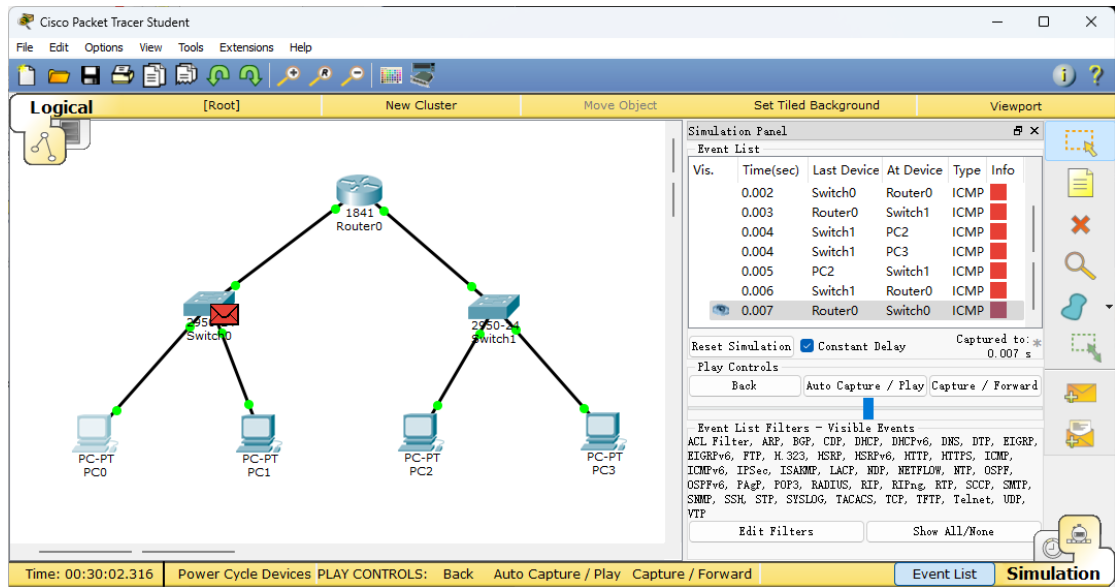 Cisco Packet Tracer Student
File Edit Options View Tools Extensions Help
Logical [Root] New Cluster Move Object Set Tiled Background Viewport
1841
Router0
2950-24
Switch0
2950-24
Switch1
PC-PT
PC0
PC-PT
PC1
PC-PT
PC2
PC-PT
PC3
Simulation Panel
Event List
Vis. Time(sec) Last Device At Device Type Info
0.002 Switch0 Router0 ICMP
0.003 Router0 Switch1 ICMP
0.004 Switch1 PC2 ICMP
0.004 Switch1 PC3 ICMP
0.005 PC2 Switch1 ICMP
0.006 Switch1 Router0 ICMP
0.007 Router0 Switch0 ICMP
Reset Simulation Constant Delay Captured to: *
0.007 s
Play Controls
Back Auto Capture / Play Capture / Forward
Event List Filters - Visible Events
ACL Filter, ARP, BGP, CDP, DHCP, DHCPv6, DNS, DTP, EIGRP,
EIGRPv6, FTP, H.323, HSRP, HSRPv6, HTTP, HTTPS, ICMP,
ICMPv6, IPSec, ISAKMP, LACP, NDP, NETFLOW, NTP, OSPF,
OSPFv6, PAgP, POP3, RADIUS, RIP, RIPng, RTP, SCCP, SMTP,
SNMP, SSH, STP, SYSLOG, TACACS, TCP, TFTP, Telnet, UDP,
VTP
Edit Filters Show All/None
Time: 00:30:02.316 Power Cycle Devices PLAY CONTROLS: Back Auto Capture / Play Capture / Forward Event List Simulation